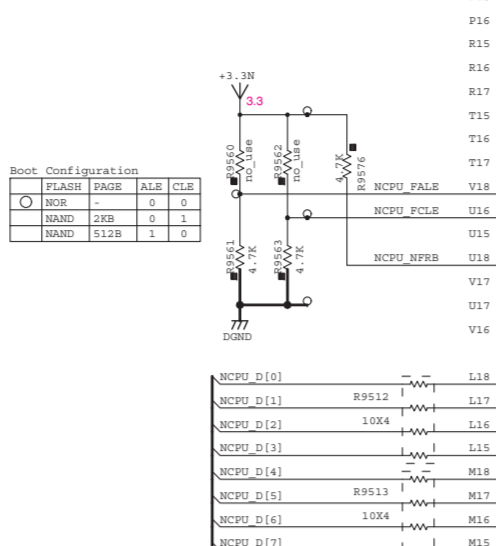 P16
R15
R16
R17
T15
T16
T17
+3.3N
3.3
R9560
no_use
R9562
no_use
4.7K
R9576
Boot Configuration
FLASH PAGE ALE CLE
NOR - 0 0
NAND 2KB 0 1
NAND 512B 1 0
NCPU_FALE V18
NCPU_FCLE U16
U15
R9561
4.7K
R9563
4.7K
NCPU_NFRB U18
V17
U17
V16
DGND
NCPU_D[0] L18
NCPU_D[1] R9512 L17
NCPU_D[2] 10X4 L16
NCPU_D[3] L15
NCPU_D[4] M18
NCPU_D[5] R9513 M17
NCPU_D[6] 10X4 M16
NCPU_D[7] M15